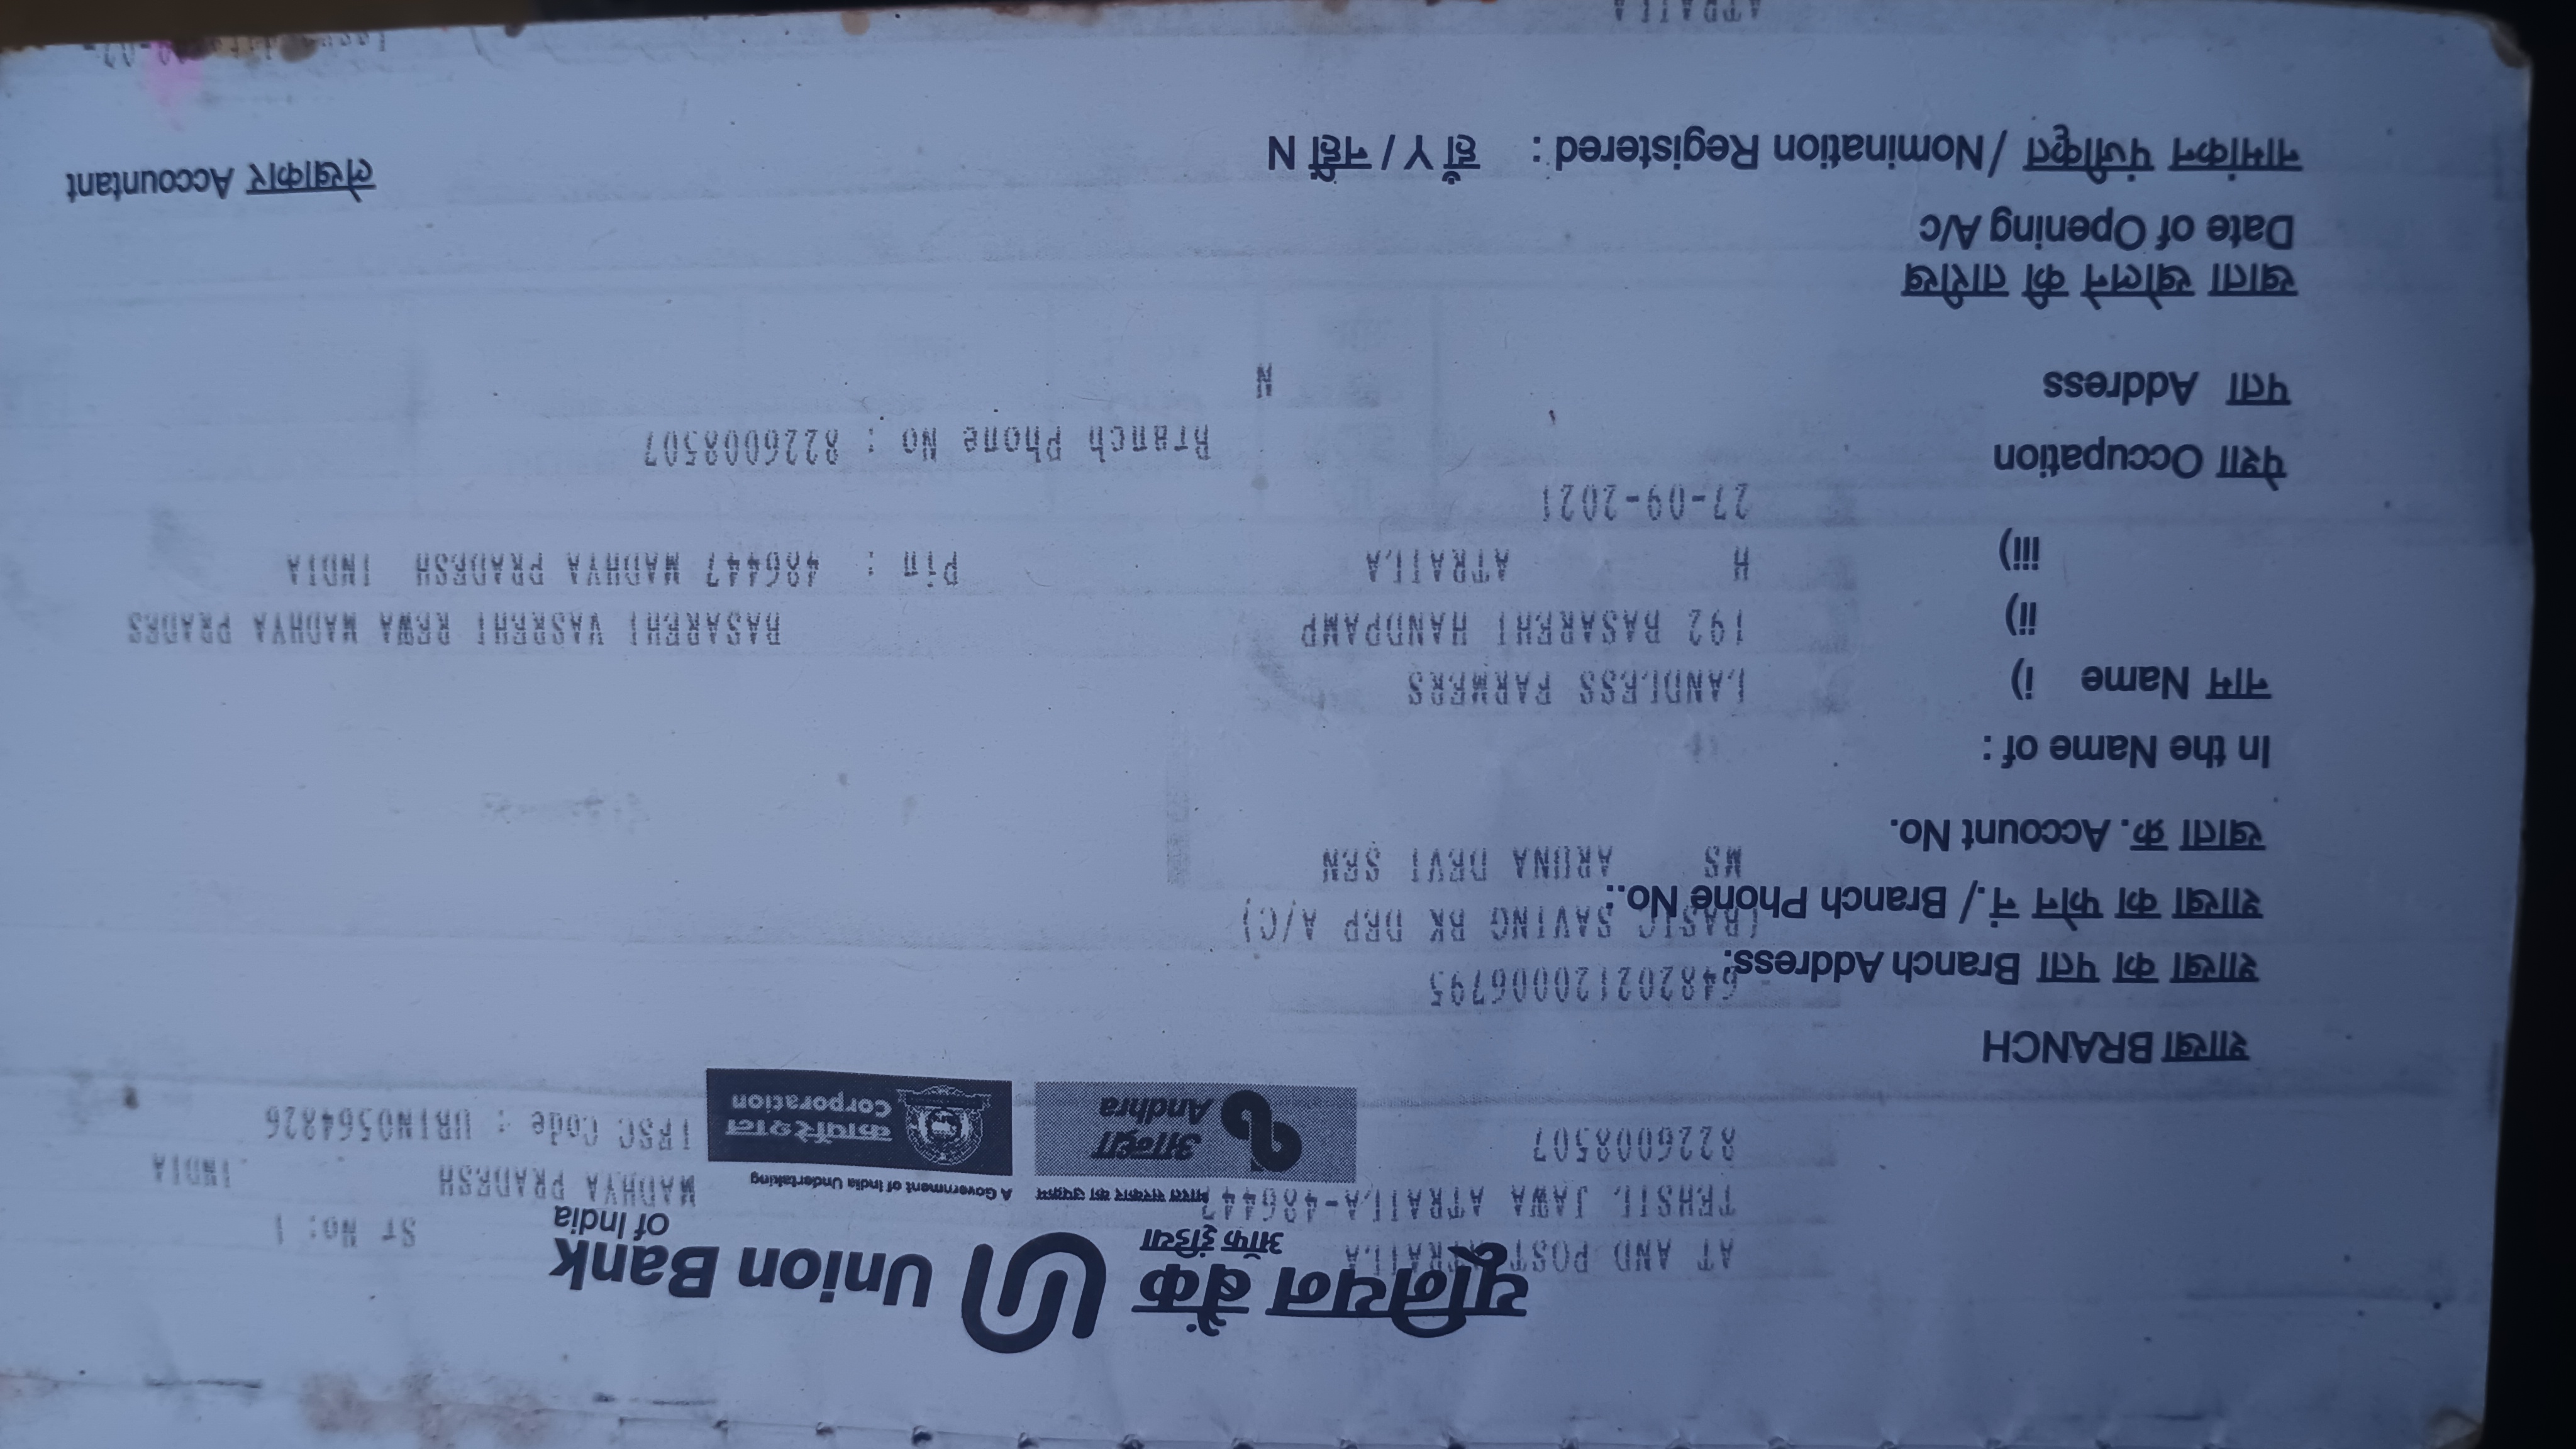 यूनियन बैंक Union Bank
ऑफ इंडिया of India
AT AND POST ATRAILA Sr No: 1
TEHSIL JAWA ATRAILA-486447 MADHYA PRADESH INDIA
भारत सरकार का उपक्रम A Government of India Undertaking
8226008507 IFSC Code : UBIN0564826
आन्ध्रा Andhra
कार्पोरेशन Corporation
शाखा BRANCH
शाखा का पता Branch Address:
648202120006795
शाखा का फोन नं./ Branch Phone No.:
(BASIC SAVING BK DEP A/C)
खाता क्र. Account No.
MS ARUNA DEVI SEN
In the Name of :
नाम Name i)
LANDLESS FARMERS
ii)
192 BASAREHI HANDPAMP BASAREHI VASREHI REWA MADHYA PRADES
iii)
H ATRAILA Pin : 486447 MADHYA PRADESH INDIA
27-09-2021
पेशा Occupation
Branch Phone No : 8226008507
पता Address
N
खाता खोलने की तारीख
Date of Opening A/c
नामांकन पंजीकृत / Nomination Registered : हाँ Y / नहीं N
लेखाकार Accountant
ATRAILA